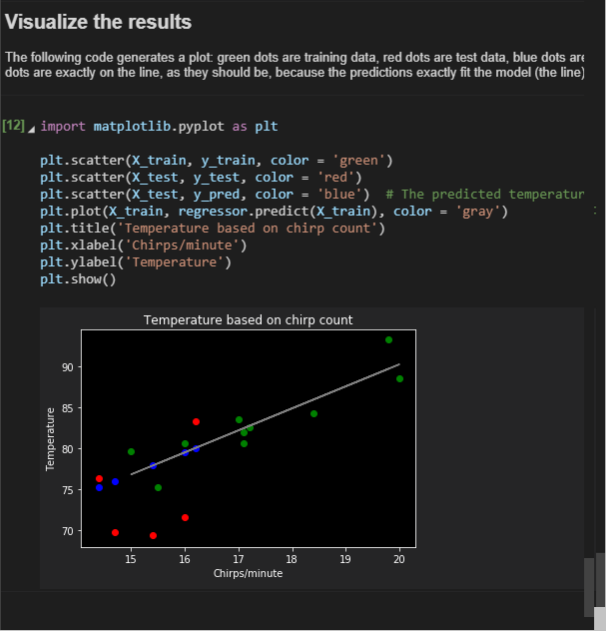 Visualize the results
The following code generates a plot: green dots are training data, red dots are test data, blue dots are
dots are exactly on the line, as they should be, because the predictions exactly fit the model (the line)
[12] import matplotlib.pyplot as plt
plt.scatter(X_train, y_train, color = 'green')
plt.scatter(X_test, y_test, color = 'red')
plt.scatter(X_test, y_pred, color = 'blue')  # The predicted temperatur
plt.plot(X_train, regressor.predict(X_train), color = 'gray')
plt.title('Temperature based on chirp count')
plt.xlabel('Chirps/minute')
plt.ylabel('Temperature')
plt.show()
Temperature based on chirp count
Temperature
90
85
80
75
70
15 16 17 18 19 20
Chirps/minute